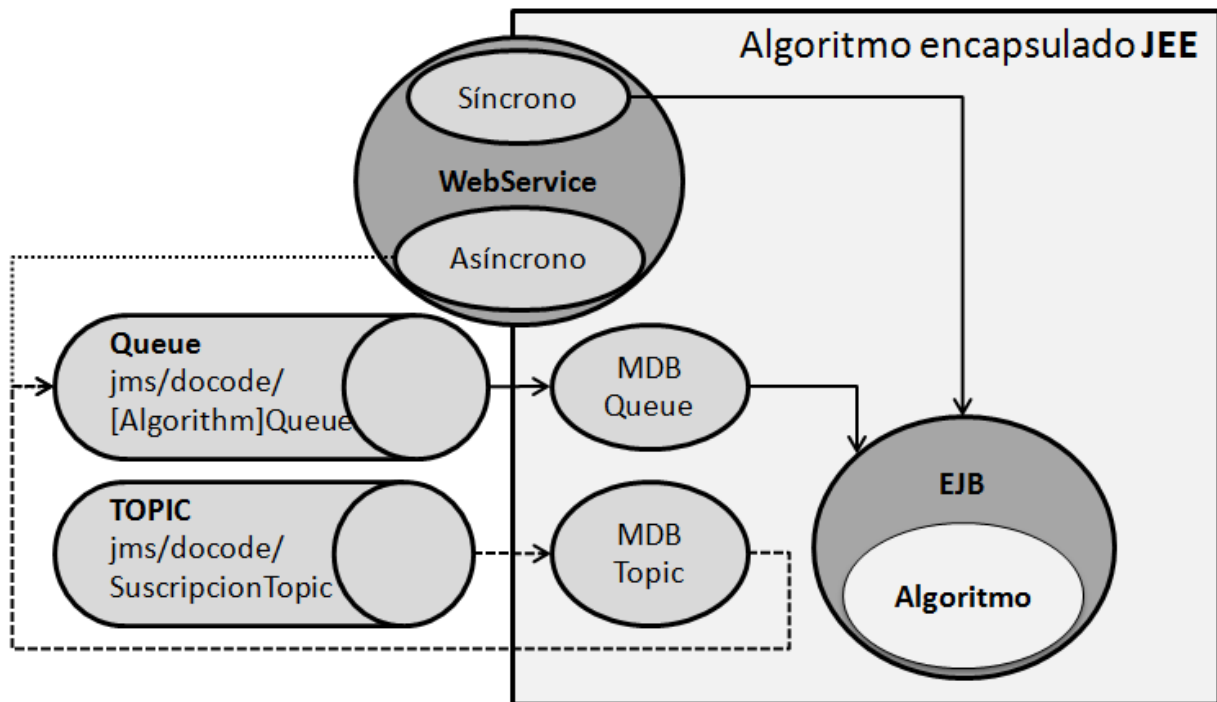 Algoritmo encapsulado JEE
Síncrono
WebService
Asíncrono
Queue
jms/docode/
[Algorithm]Queue
MDB
Queue
TOPIC
jms/docode/
SuscripcionTopic
MDB
Topic
EJB
Algoritmo